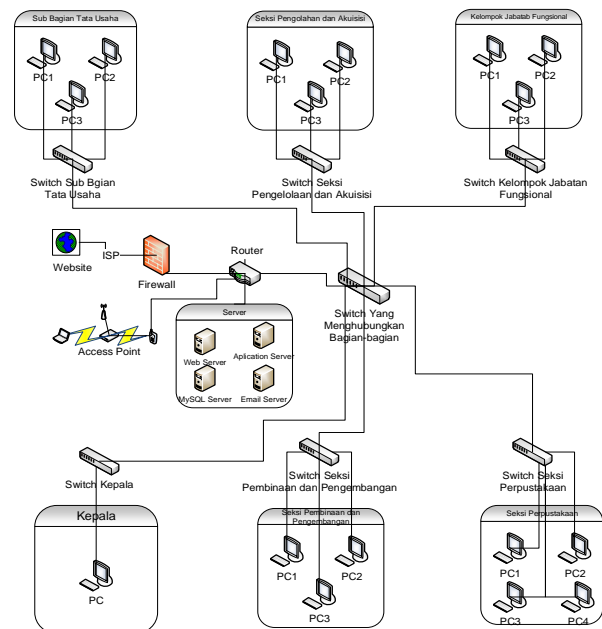 Sub Bagian Tata Usaha
PC1
PC2
PC3
Switch Sub Bgian
Tata Usaha
Seksi Pengolahan dan Akuisisi
PC1
PC2
PC3
Switch Seksi
Pengelolaan dan Akuisisi
Kelompok Jabatab Fungsional
PC1
PC2
PC3
Switch Kelompok Jabatan
Fungsional
Website
ISP
Firewall
Router
Access Point
Server
Web Server
Aplication Server
MySQL Server
Email Server
Switch Yang
Menghubungkan
Bagian-bagian
Switch Kepala
Kepala
PC
Switch Seksi
Pembinaan dan Pengembangan
Seksi Pembinaan dan
Pengembangan
PC1
PC2
PC3
Switch Seksi
Perpustakaan
Seksi Perpustakaan
PC1
PC2
PC3
PC4